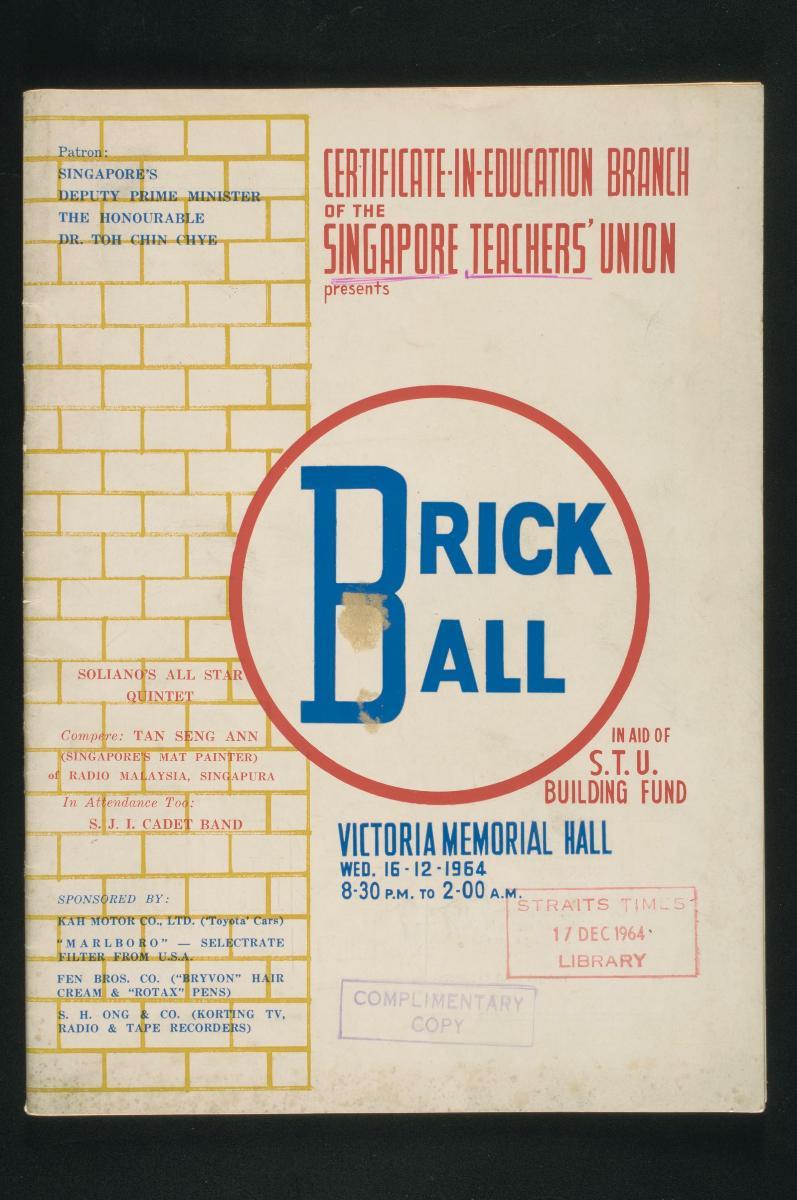 Patron:
SINGAPORE'S
DEPUTY PRIME MINISTER
THE HONOURABLE
DR. TOH CHIN CHYE
CERTIFICATE-IN-EDUCATION BRANCH
OF THE
SINGAPORE TEACHERS' UNION
presents
BRICK
BALL
IN AID OF
S.T.U.
BUILDING FUND
VICTORIA MEMORIAL HALL
WED. 16-12-1964
8-30 P.M. TO 2-00 A.M.
SOLIANO'S ALL STAR
QUINTET
Compere: TAN SENG ANN
(SINGAPORE'S MAT PAINTER)
of RADIO MALAYSIA, SINGAPURA
In Attendance Too:
S. J. I. CADET BAND
SPONSORED BY:
KAH MOTOR CO., LTD. ('Toyota' Cars)
"MARLBORO" — SELECTRATE
FILTER FROM U.S.A.
FEN BROS. CO. ("BRYVON" HAIR
CREAM & "ROTAX" PENS)
S. H. ONG & CO. (KORTING TV,
RADIO & TAPE RECORDERS)
STRAITS TIMES
17 DEC 1964
LIBRARY
COMPLIMENTARY
COPY